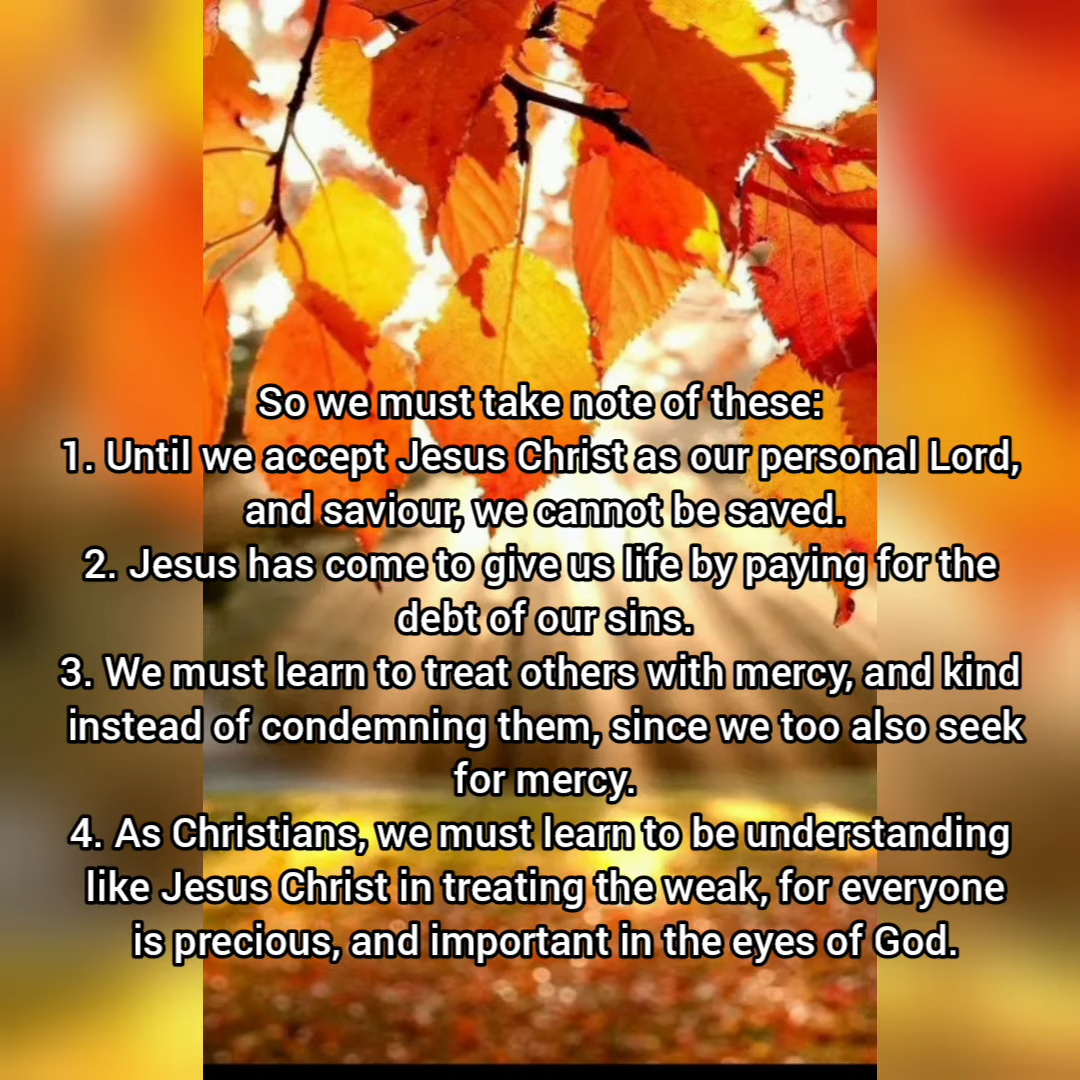 So we must take note of these:
1. Until we accept Jesus Christ as our personal Lord,
and saviour, we cannot be saved.
2. Jesus has come to give us life by paying for the
debt of our sins.
3. We must learn to treat others with mercy, and kind
instead of condemning them, since we too also seek
for mercy.
4. As Christians, we must learn to be understanding
like Jesus Christ in treating the weak, for everyone
is precious, and important in the eyes of God.